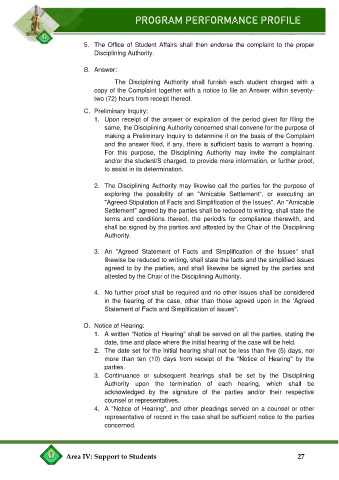 PROGRAM PERFORMANCE PROFILE
5. The Office of Student Affairs shall then endorse the complaint to the proper
Disciplining Authority.
B. Answer:
The Disciplining Authority shall furnish each student charged with a
copy of the Complaint together with a notice to file an Answer within seventy-
two (72) hours from receipt thereof.
C. Preliminary Inquiry:
1. Upon receipt of the answer or expiration of the period given for filing the
same, the Disciplining Authority concerned shall convene for the purpose of
making a Preliminary Inquiry to determine if on the basis of the Complaint
and the answer filed, if any, there is sufficient basis to warrant a hearing.
For this purpose, the Disciplining Authority may invite the complainant
and/or the student/S charged, to provide more information, or further proof,
to assist in its determination.
2. The Disciplining Authority may likewise call the parties for the purpose of
exploring the possibility of an "Amicable Settlement", or executing an
"Agreed Stipulation of Facts and Simplification of the Issues". An "Amicable
Settlement" agreed by the parties shall be reduced to writing, shall state the
terms and conditions thereof, the period/s for compliance therewith, and
shall be signed by the parties and attested by the Chair of the Disciplining
Authority.
3. An "Agreed Statement of Facts and Simplification of the Issues" shall
likewise be reduced to writing, shall state the facts and the simplified issues
agreed to by the parties, and shall likewise be signed by the parties and
attested by the Chair of the Disciplining Authority.
4. No further proof shall be required and no other issues shall be considered
in the hearing of the case, other than those agreed upon in the 'Agreed
Statement of Facts and Simplification of issues".
D. Notice of Hearing:
1. A written "Notice of Hearing" shall be served on all the parties, stating the
date, time and place where the initial hearing of the case will be held.
2. The date set for the initial hearing shall not be less than five (5) days, nor
more than ten (10) days from receipt of the "Notice of Hearing" by the
parties.
3. Continuance or subsequent hearings shall be set by the Disciplining
Authority upon the termination of each hearing, which shall be
acknowledged by the signature of the parties and/or their respective
counsel or representatives.
4. A "Notice of Hearing", and other pleadings served on a counsel or other
representative of record in the case shall be sufficient notice to the parties
concerned.
Area IV: Support to Students 27